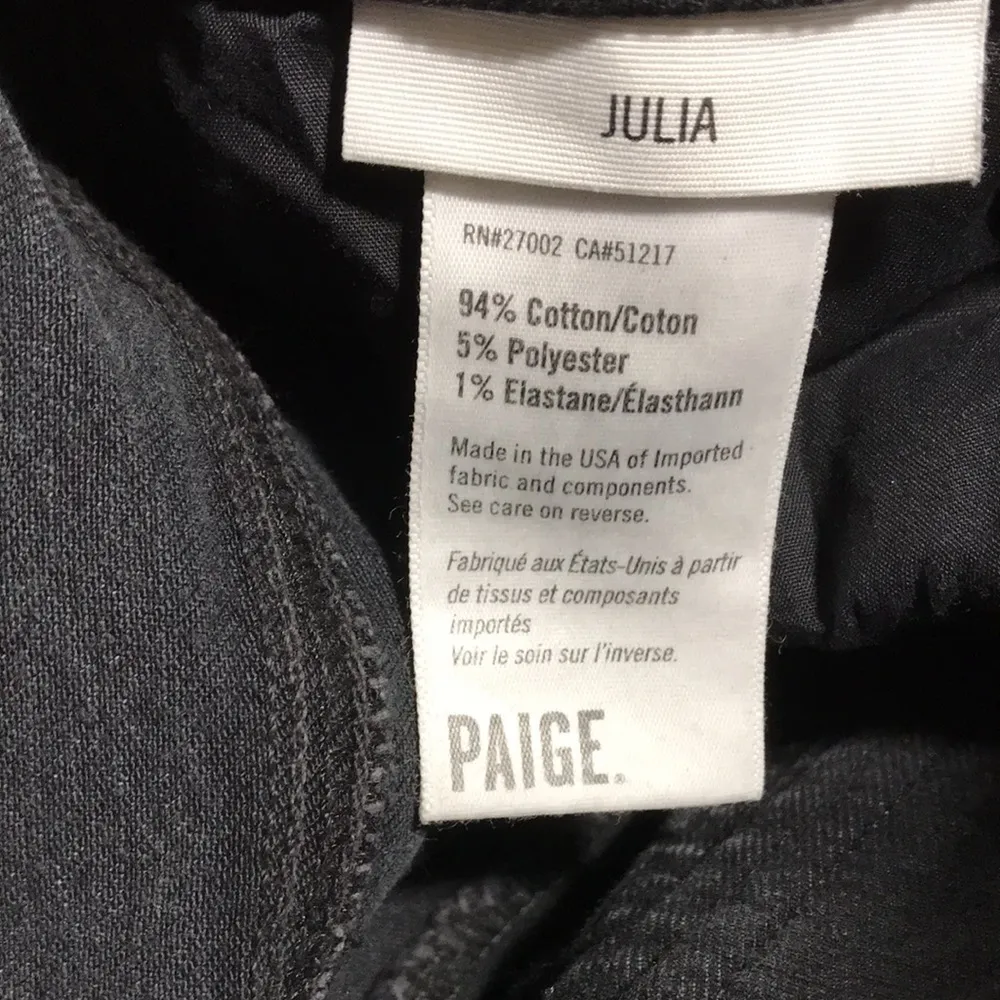 JULIA
RN#27002 CA#51217
94% Cotton/Coton
5% Polyester
1% Elastane/Élasthann
Made in the USA of Imported
fabric and components.
See care on reverse.
Fabriqué aux États-Unis à partir
de tissus et composants
importés
Voir le soin sur l'inverse.
PAIGE®